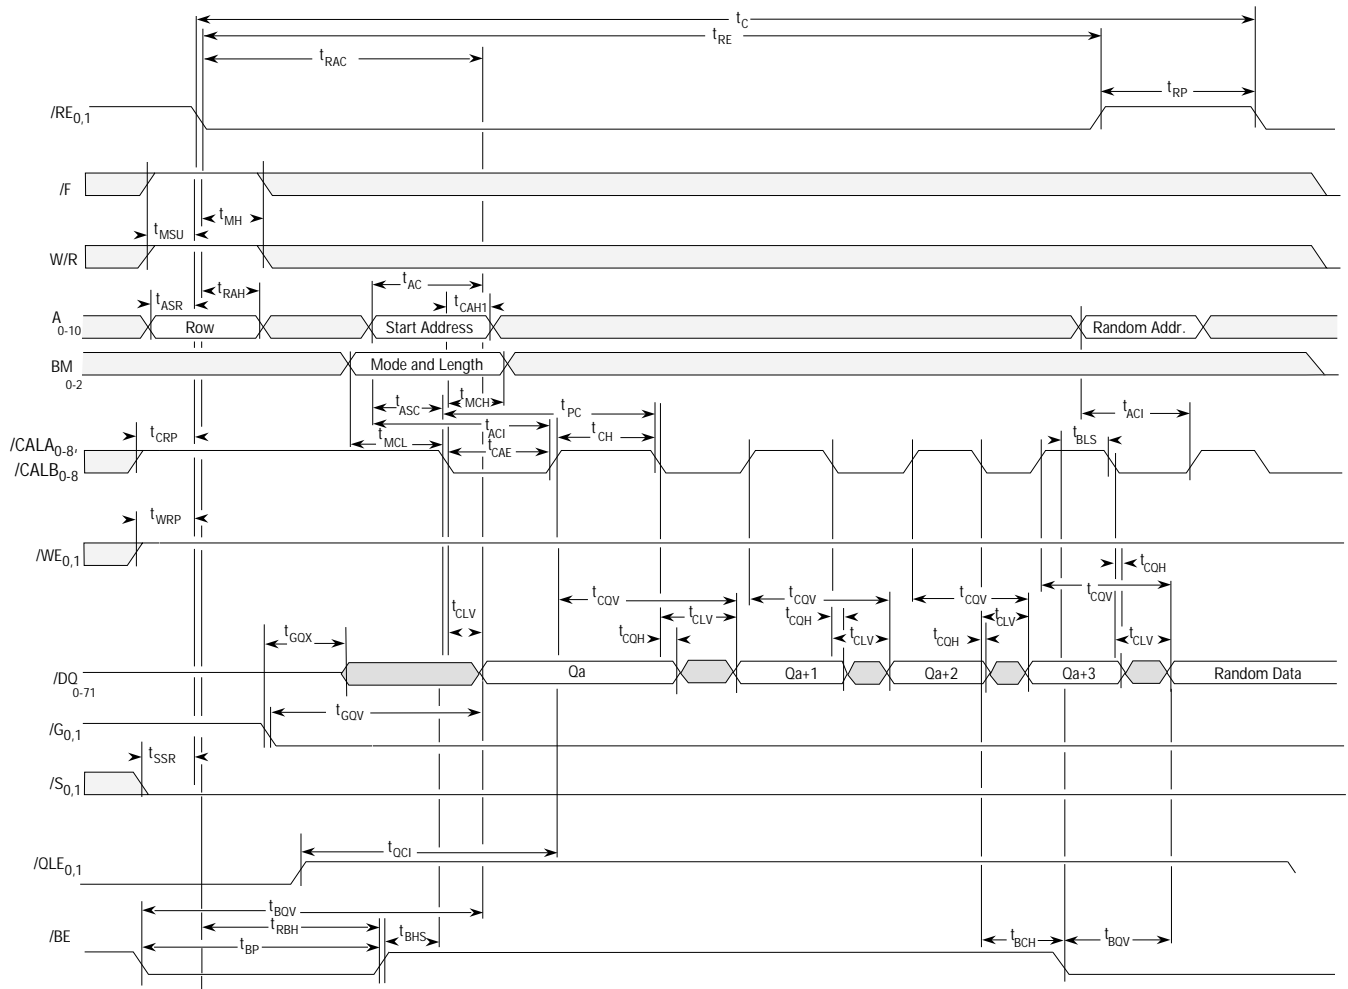 tC
tRE
tRAC
tRP
/RE0,1
/F
tMH
tMSU
W/R
tAC
tRAH
tASR
tCAH1
A0-10
Row
Start Address
Random Addr.
BM0-2
Mode and Length
tMCH
tASC
tPC
tACI
tACI
tCRP
tMCL
tCH
tCAE
tBLS
/CALA0-8,
/CALB0-8
tWRP
/WE0,1
tCQH
tCQV
tCQV
tCQV
tCQV
tCLV
tCLV
tCLV
tCLV
tCLV
tGQX
tCQH
tCQH
tCQH
/DQ0-71
Qa
Qa+1
Qa+2
Qa+3
Random Data
tGQV
/G0,1
tSSR
/S0,1
tQCI
/QLE0,1
tBQV
tRBH
/BE
tBP
tBHS
tBCH
tBQV